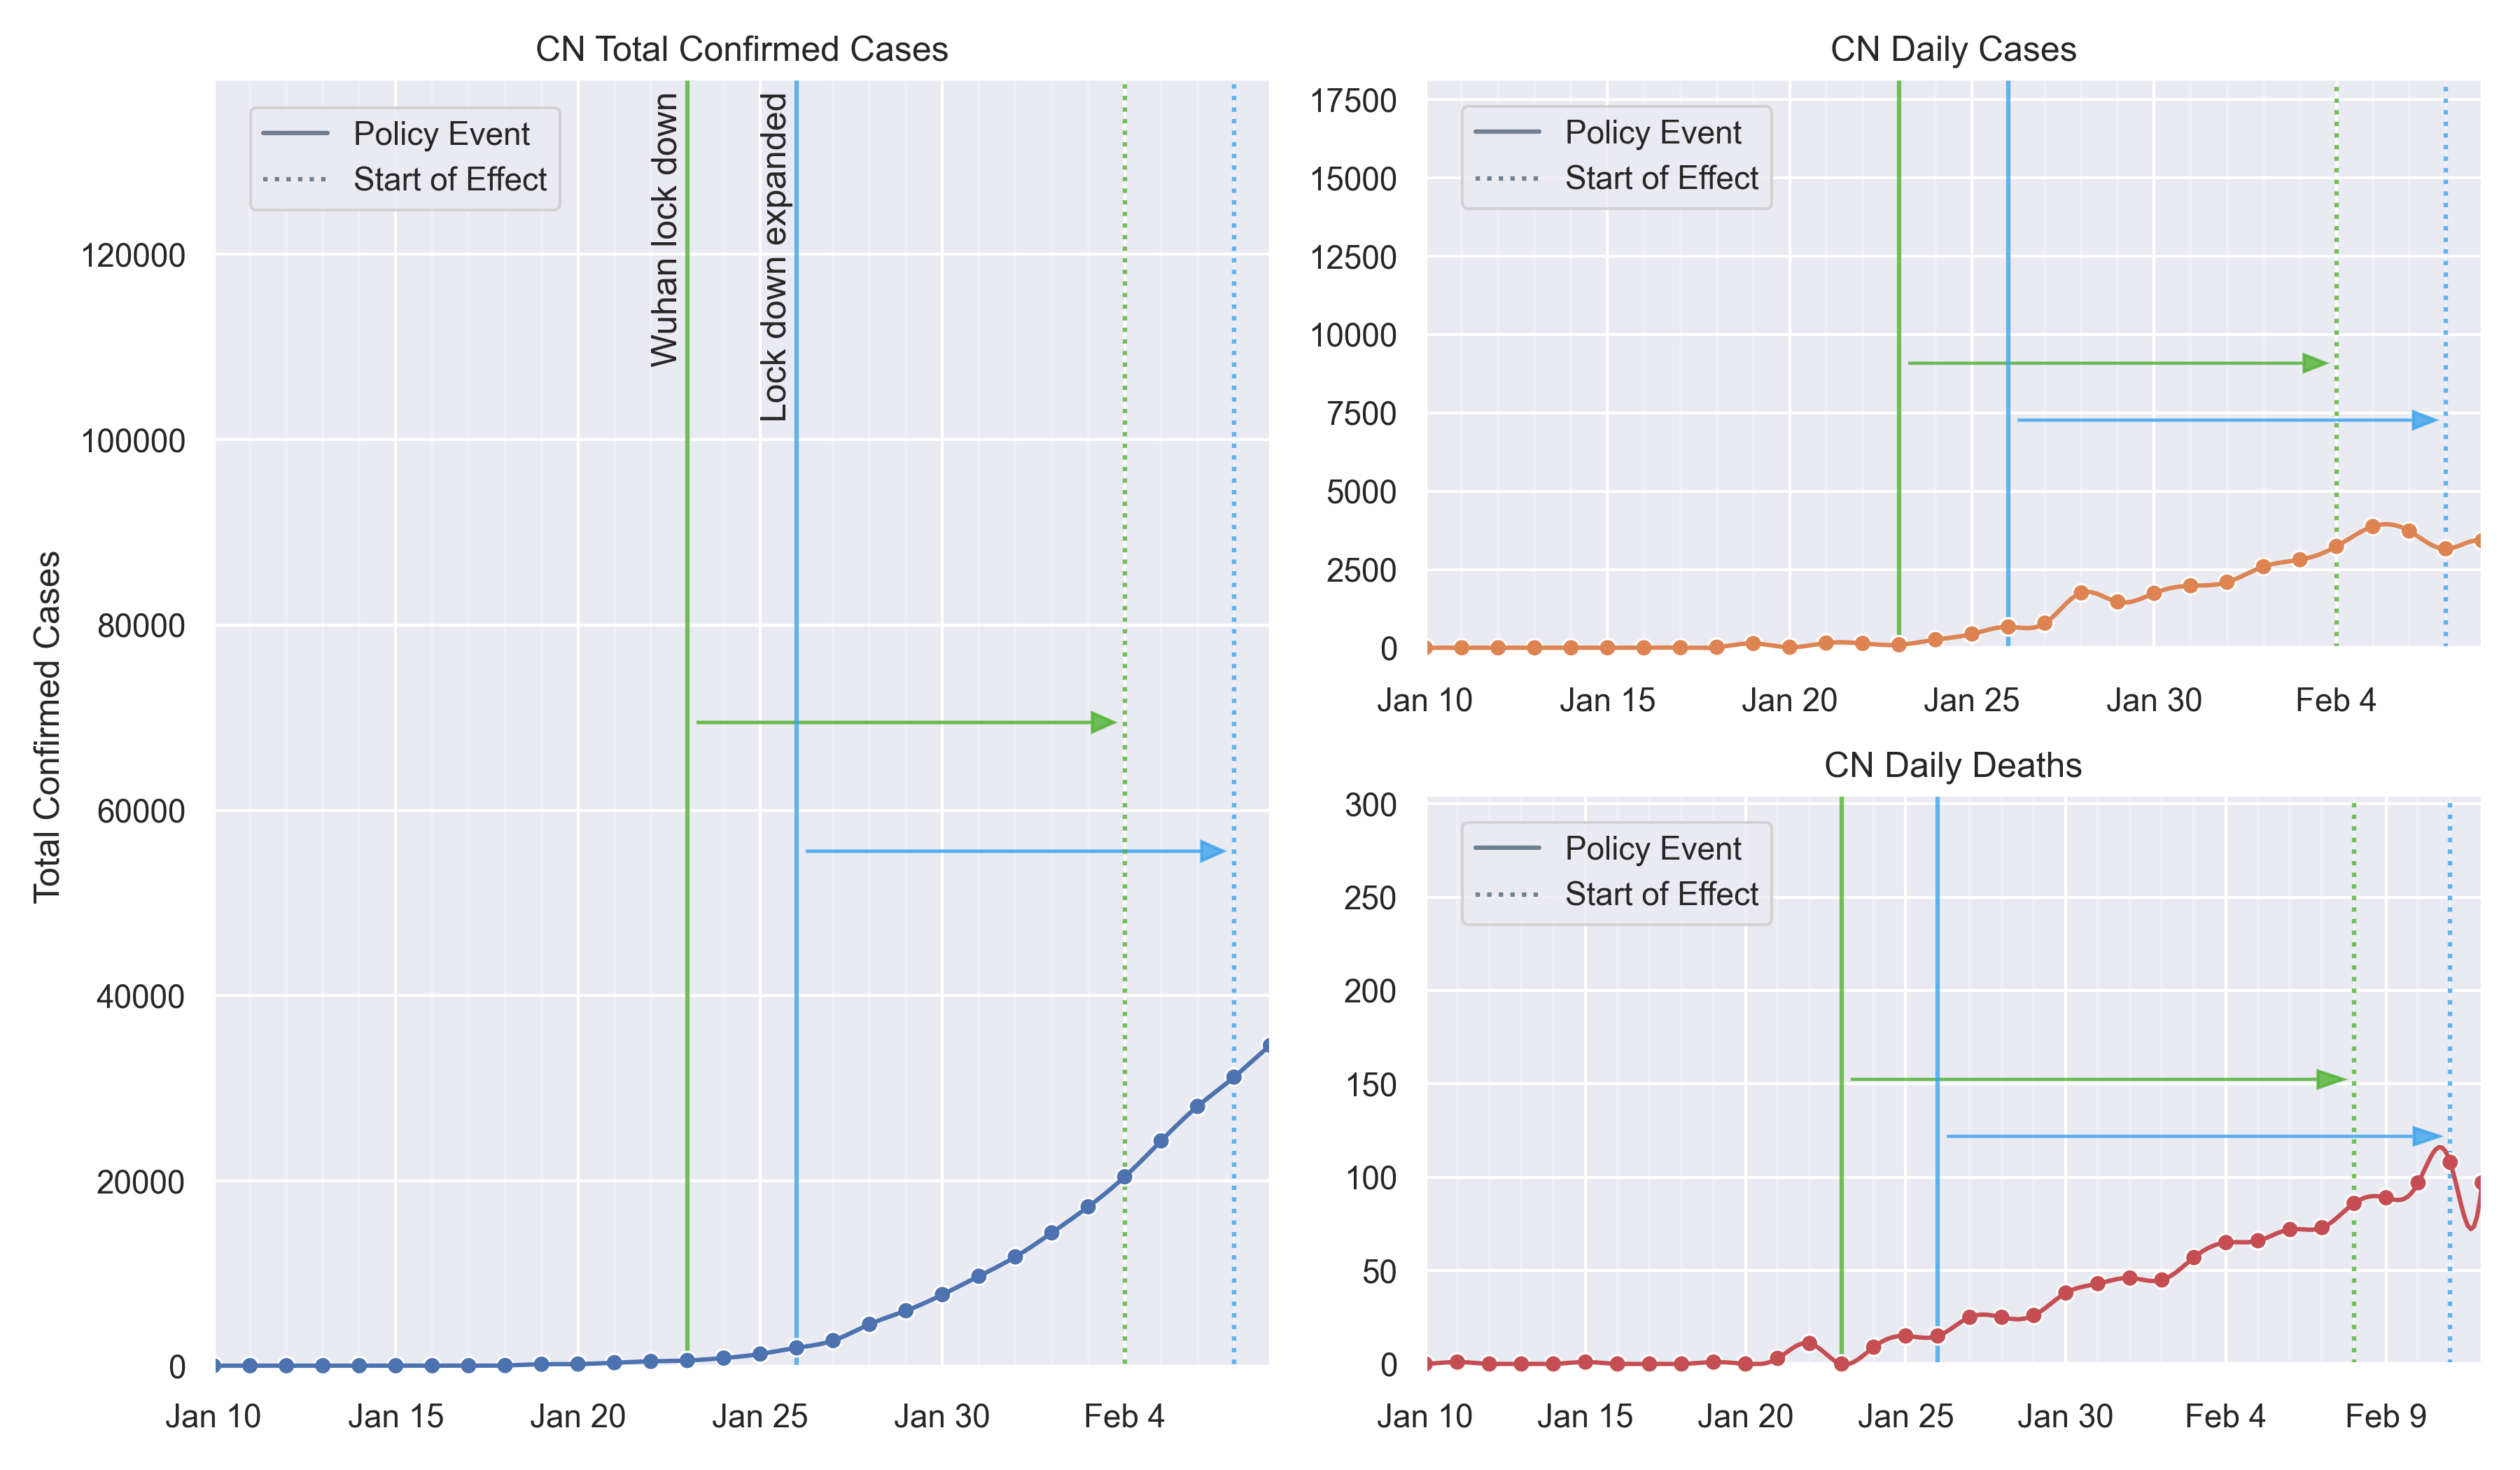 CN Total Confirmed Cases
Policy Event
Start of Effect
Wuhan lock down
Lock down expanded
Total Confirmed Cases
120000
100000
80000
60000
40000
20000
0
Jan 10
Jan 15
Jan 20
Jan 25
Jan 30
Feb 4
CN Daily Cases
Policy Event
Start of Effect
17500
15000
12500
10000
7500
5000
2500
0
Jan 10
Jan 15
Jan 20
Jan 25
Jan 30
Feb 4
CN Daily Deaths
Policy Event
Start of Effect
300
250
200
150
100
50
0
Jan 10
Jan 15
Jan 20
Jan 25
Jan 30
Feb 4
Feb 9